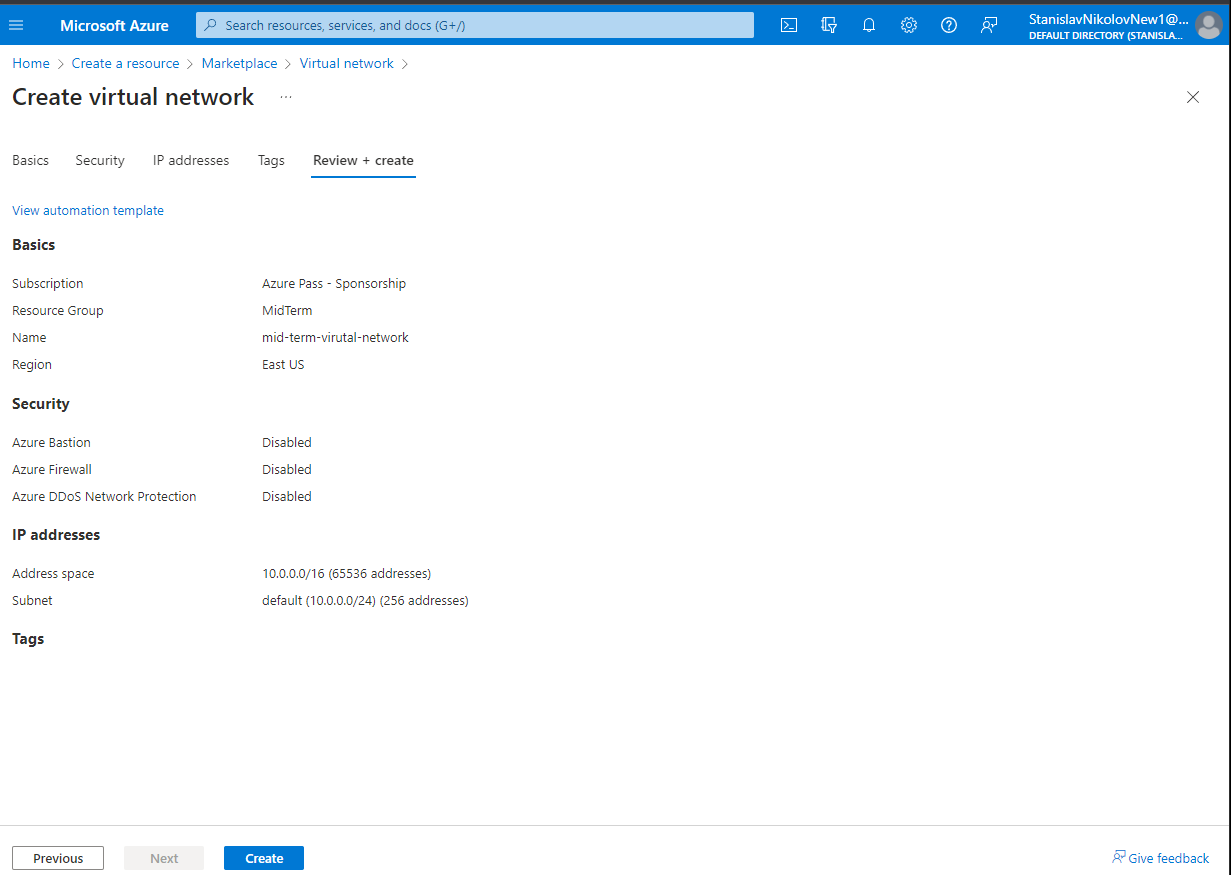 Microsoft Azure
Search resources, services, and docs (G+/)
StanislavNikolovNew1@...
DEFAULT DIRECTORY (STANISLA...
Home > Create a resource > Marketplace > Virtual network >
Create virtual network ...
Basics Security IP addresses Tags Review + create
View automation template
Basics
Subscription Azure Pass - Sponsorship
Resource Group MidTerm
Name mid-term-virutal-network
Region East US
Security
Azure Bastion Disabled
Azure Firewall Disabled
Azure DDoS Network Protection Disabled
IP addresses
Address space 10.0.0.0/16 (65536 addresses)
Subnet default (10.0.0.0/24) (256 addresses)
Tags
Previous Next Create Give feedback